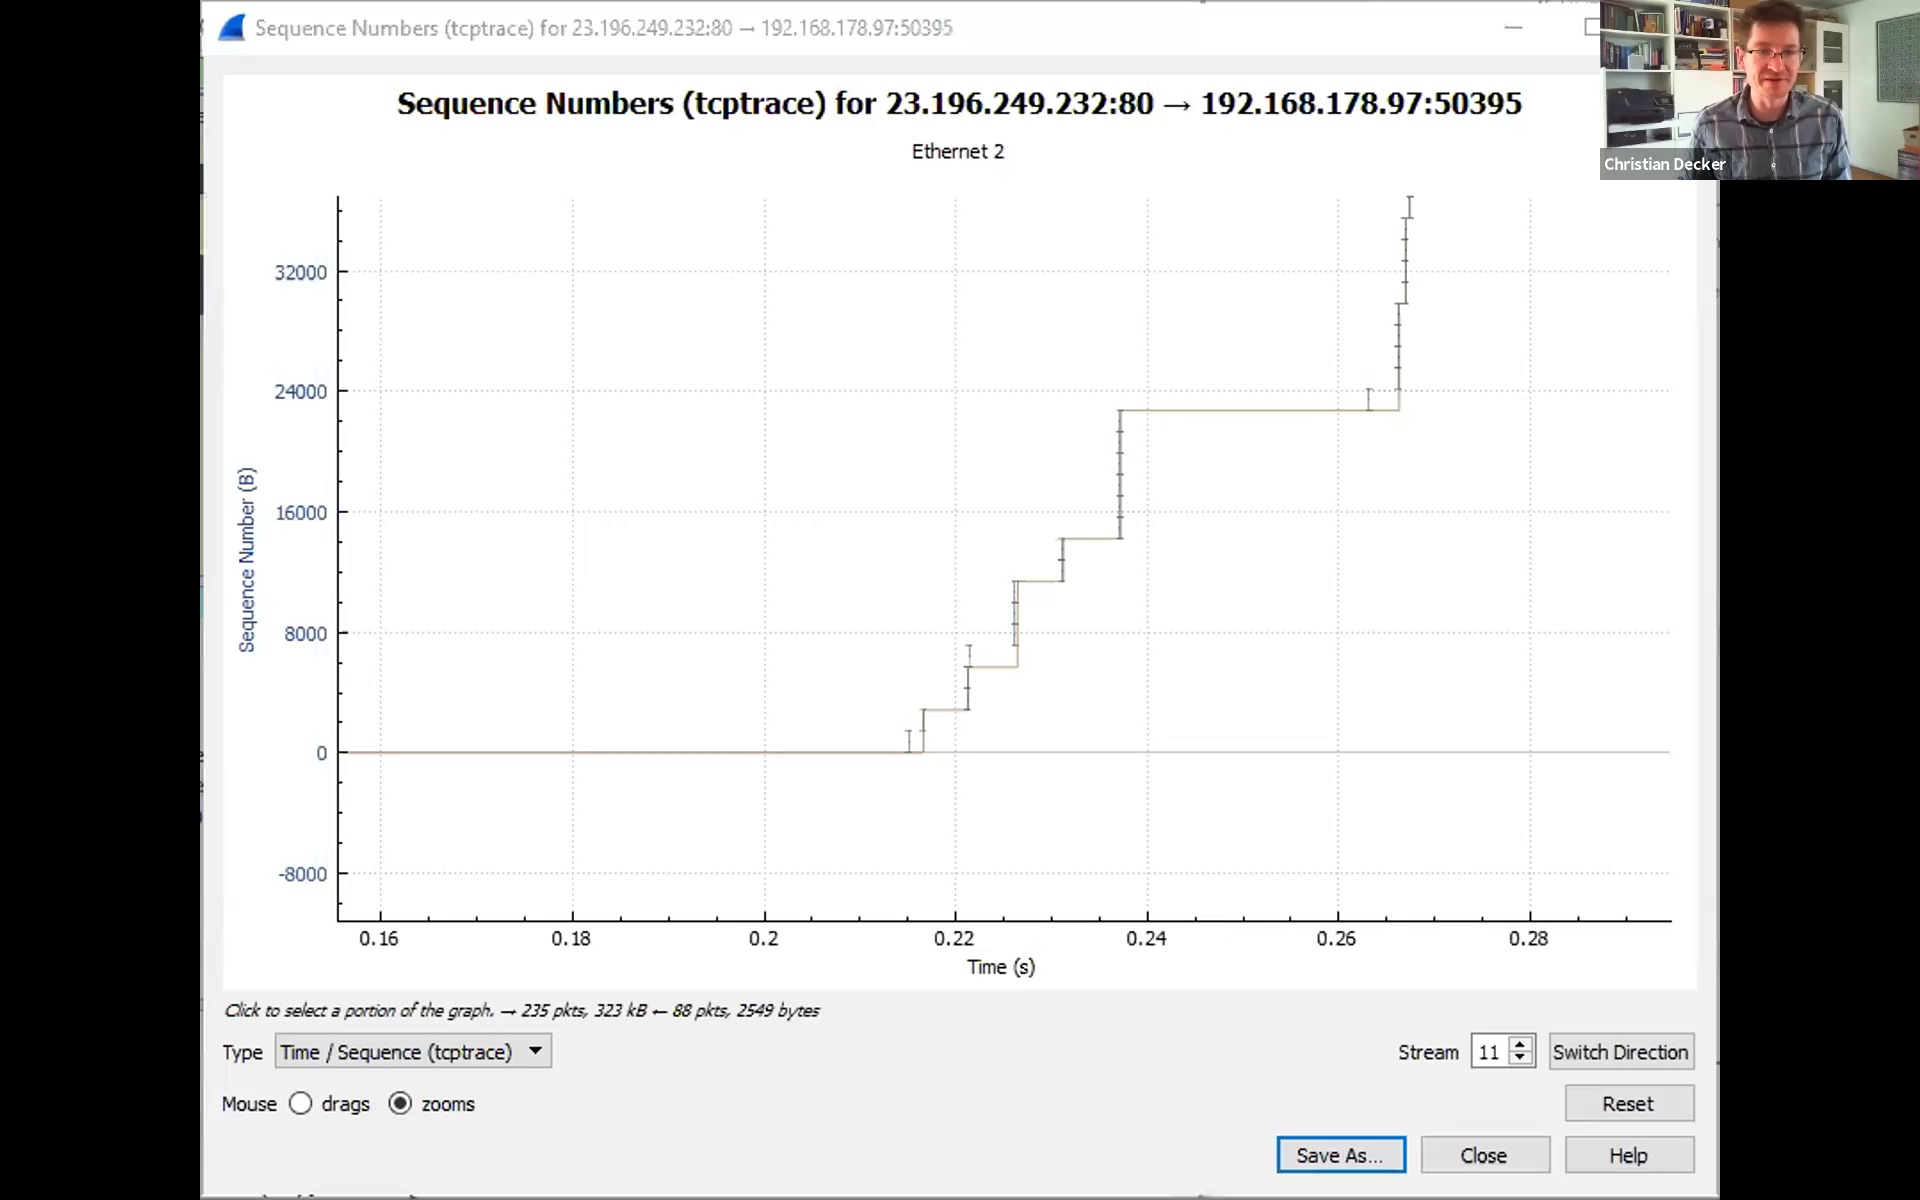 Sequence Numbers (tcptrace) for 23.196.249.232:80 → 192.168.178.97:50395
Christian Decker
Sequence Numbers (tcptrace) for 23.196.249.232:80 → 192.168.178.97:50395
Ethernet 2
Sequence Number (B)
32000
24000
16000
8000
0
-8000
0.16 0.18 0.2 0.22 0.24 0.26 0.28
Time (s)
Click to select a portion of the graph. → 235 pkts, 323 kB ← 88 pkts, 2549 bytes
Type Time / Sequence (tcptrace) Stream 11 Switch Direction
Mouse drags zooms Reset
Save As... Close Help